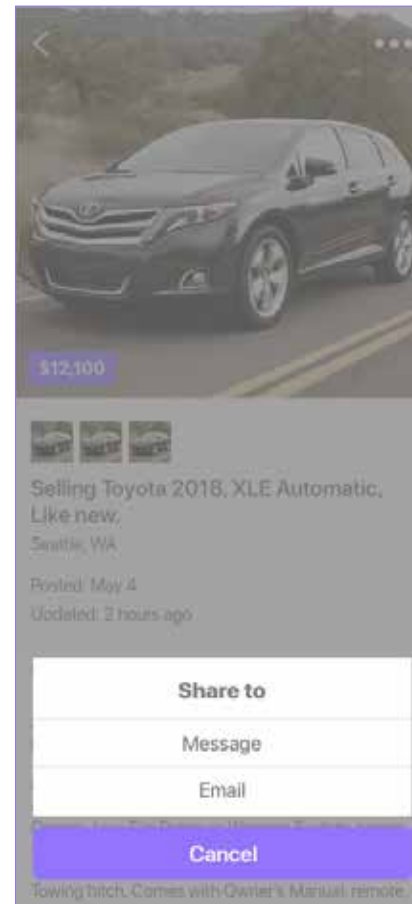 $12,100
Selling Toyota 2018, XLE Automatic,
Like new.
Seattle, WA
Posted: May 4
Updated: 2 hours ago
Share to
Message
Email
Cancel
Towing hitch. Comes with Owner's Manual, remote,